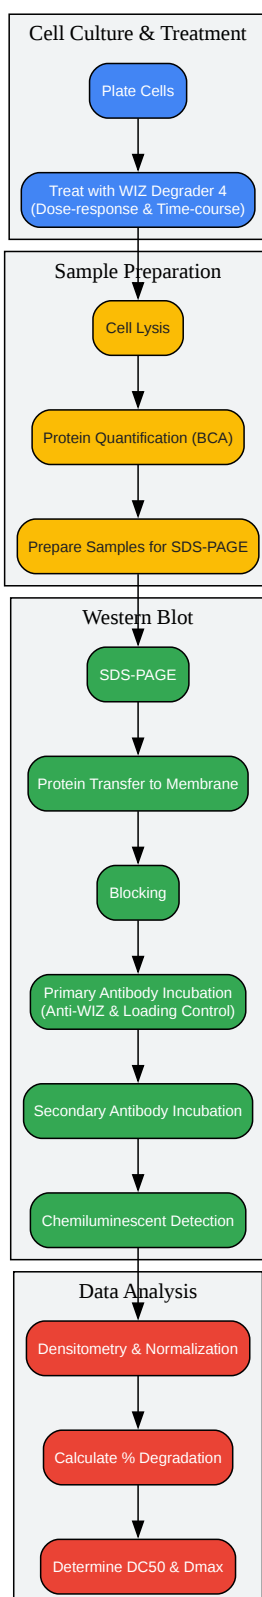 Cell Culture & Treatment
Plate Cells
Treat with WIZ Degrader 4
(Dose-response & Time-course)
Sample Preparation
Cell Lysis
Protein Quantification (BCA)
Prepare Samples for SDS-PAGE
Western Blot
SDS-PAGE
Protein Transfer to Membrane
Blocking
Primary Antibody Incubation
(Anti-WIZ & Loading Control)
Secondary Antibody Incubation
Chemiluminescent Detection
Data Analysis
Densitometry & Normalization
Calculate % Degradation
Determine DC50 & Dmax